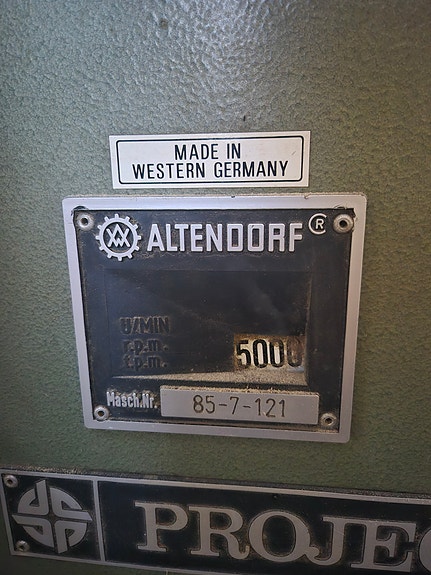 MADE IN
WESTERN GERMANY
ALTENDORF ®
U/MIN
r.p.m.
t.p.m.
5000
Masch.Nr. 85-7-121
PROJEC